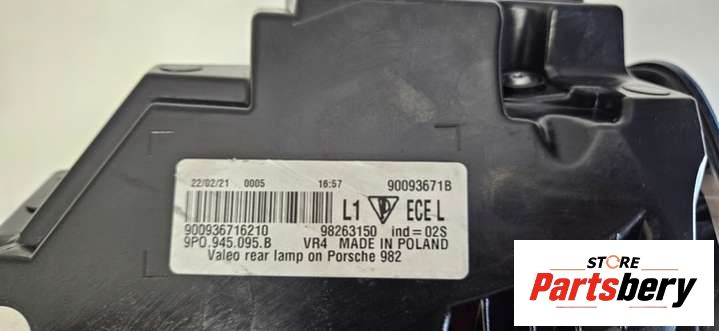 22/02/21 0005 16:57 90093671B
L1 ECE-L
900936716210 98263150 ind=02S
9P0.945.095.B VR4 MADE IN POLAND
Valeo rear lamp on Porsche 982
STORE
Partsbery